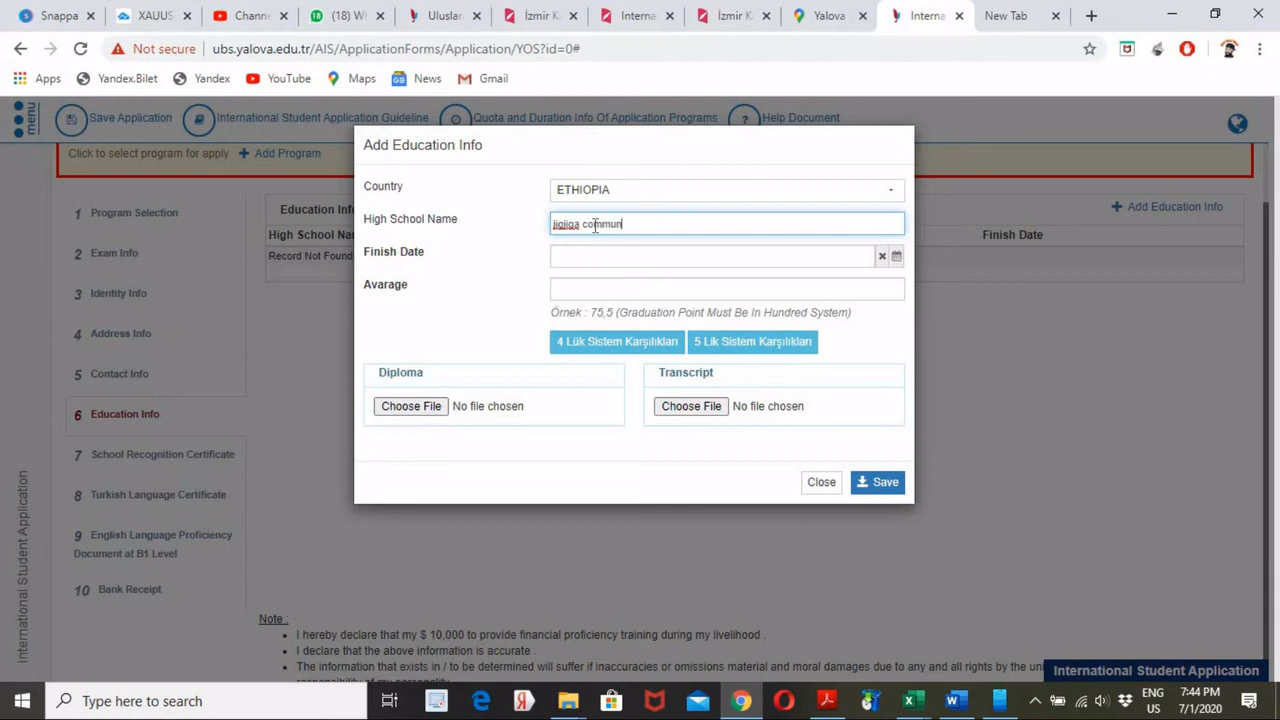 Snappa
XAUUS
Channe
(18) W
Uluslara
İzmir Ka
Interna
İzmir K
Yalova
Interna
New Tab
Not secure
ubs.yalova.edu.tr/AIS/ApplicationForms/Application/YOS?id=0#
Apps
Yandex.Bilet
Yandex
YouTube
Maps
News
Gmail
menu
Save Application
International Student Application Guideline
Quota and Duration Info Of Application Programs
Help Document
Click to select program for apply
Add Program
1 Program Selection
2 Exam Info
3 Identity Info
4 Address Info
5 Contact Info
6 Education Info
7 School Recognition Certificate
8 Turkish Language Certificate
9 English Language Proficiency
Document at B1 Level
10 Bank Receipt
International Student Application
Education Inf
Add Education Info
High School Na
Finish Date
Record Not Found
Add Education Info
Country
ETHIOPIA
High School Name
jigjiga commun
Finish Date
Avarage
Örnek : 75,5 (Graduation Point Must Be In Hundred System)
4 Lük Sistem Karşılıkları
5 Lik Sistem Karşılıkları
Diploma
Choose File
No file chosen
Transcript
Choose File
No file chosen
Close
Save
Note :
I hereby declare that my $ 10,000 to provide financial proficiency training during my livelihood .
I declare that the above information is accurate .
The information that exists in / to be determined will suffer if inaccuracies or omissions material and moral damages due to any and all rights by the un
International Student Application
Type here to search
ENG
US
7:44 PM
7/1/2020